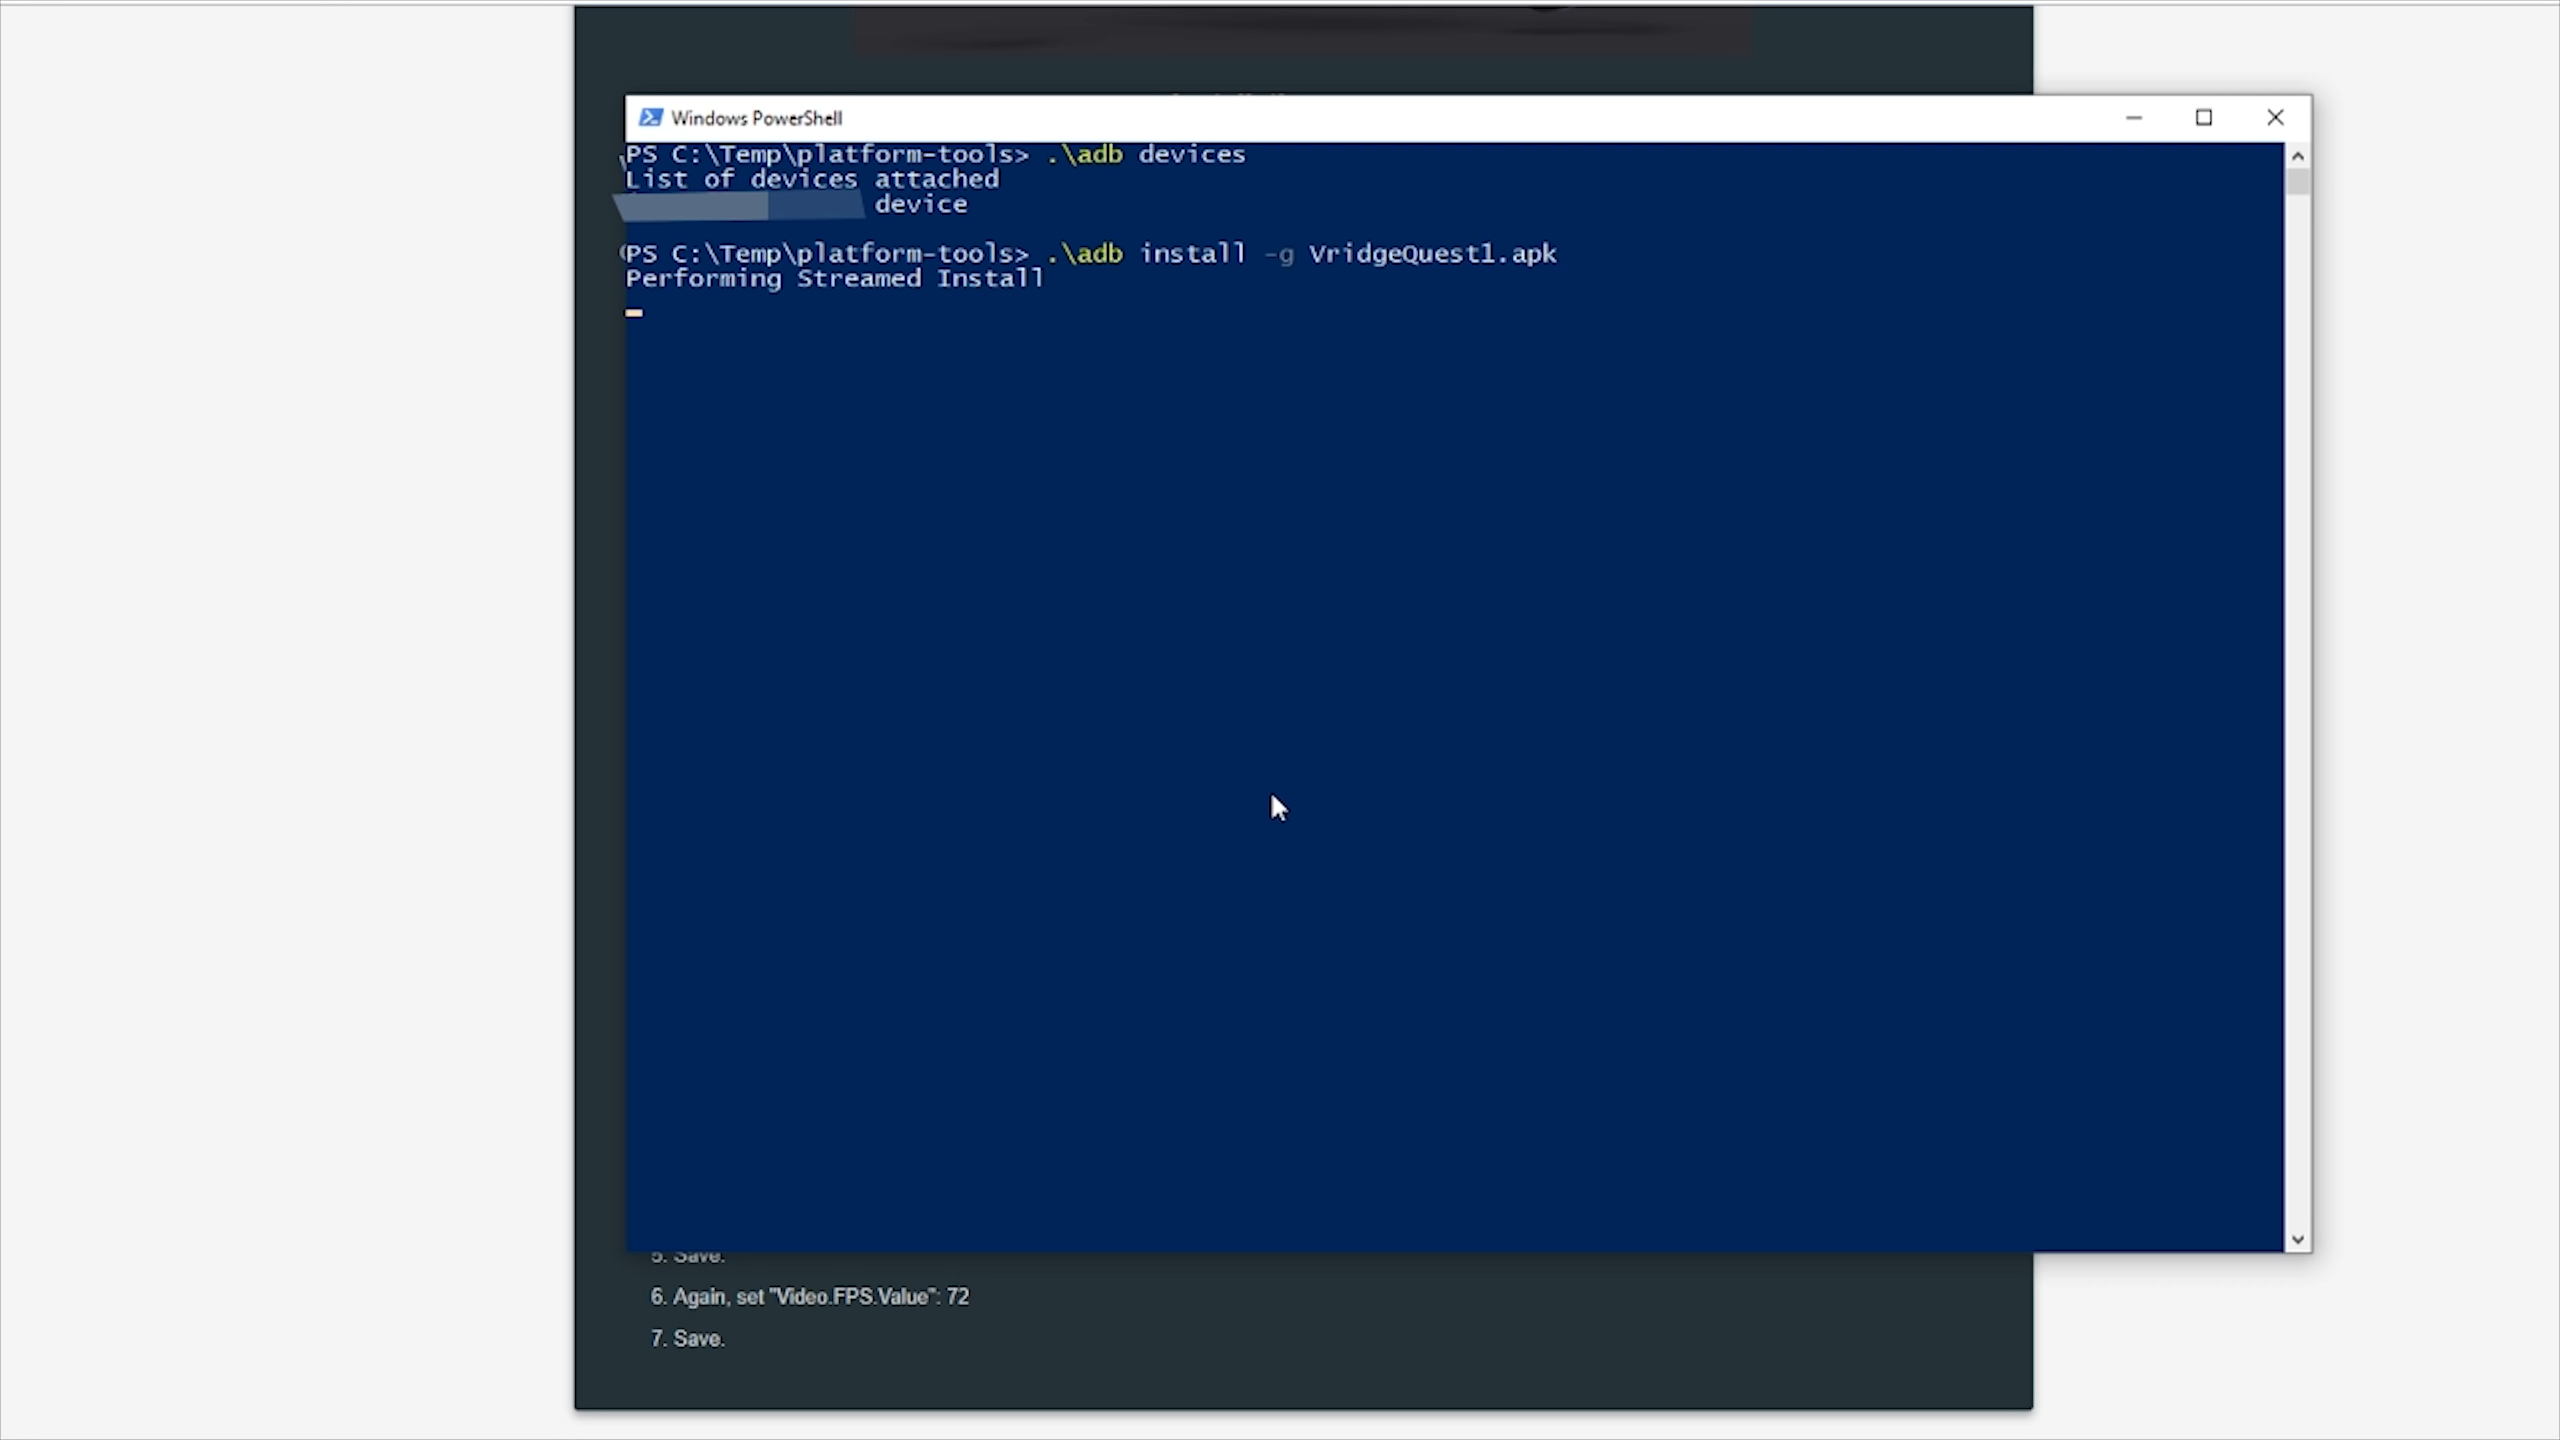 Windows PowerShell
PS C:\Temp\platform-tools> .\adb devices
List of devices attached
device
PS C:\Temp\platform-tools> .\adb install -g VridgeQuest1.apk
Performing Streamed Install
5. Save.
6. Again, set "Video.FPS.Value": 72
7. Save.